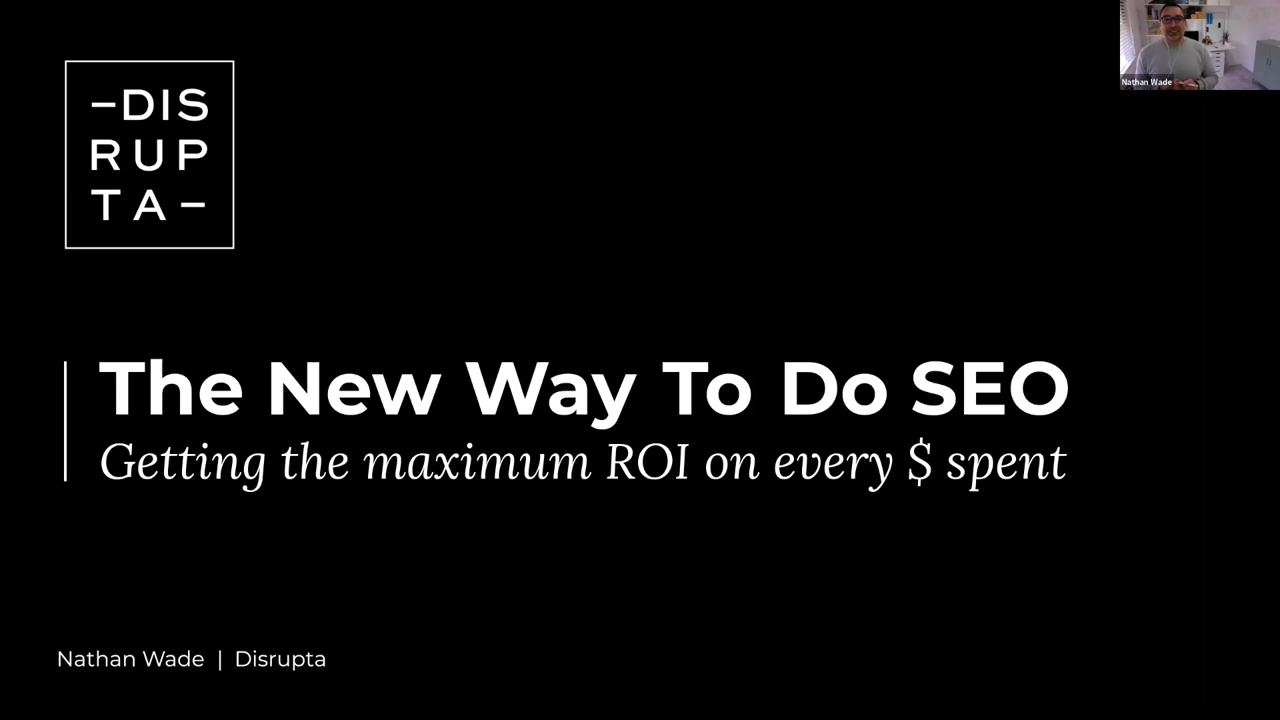 –DIS
RUP
TA–
Nathan Wade
The New Way To Do SEO
Getting the maximum ROI on every $ spent
Nathan Wade | Disrupta